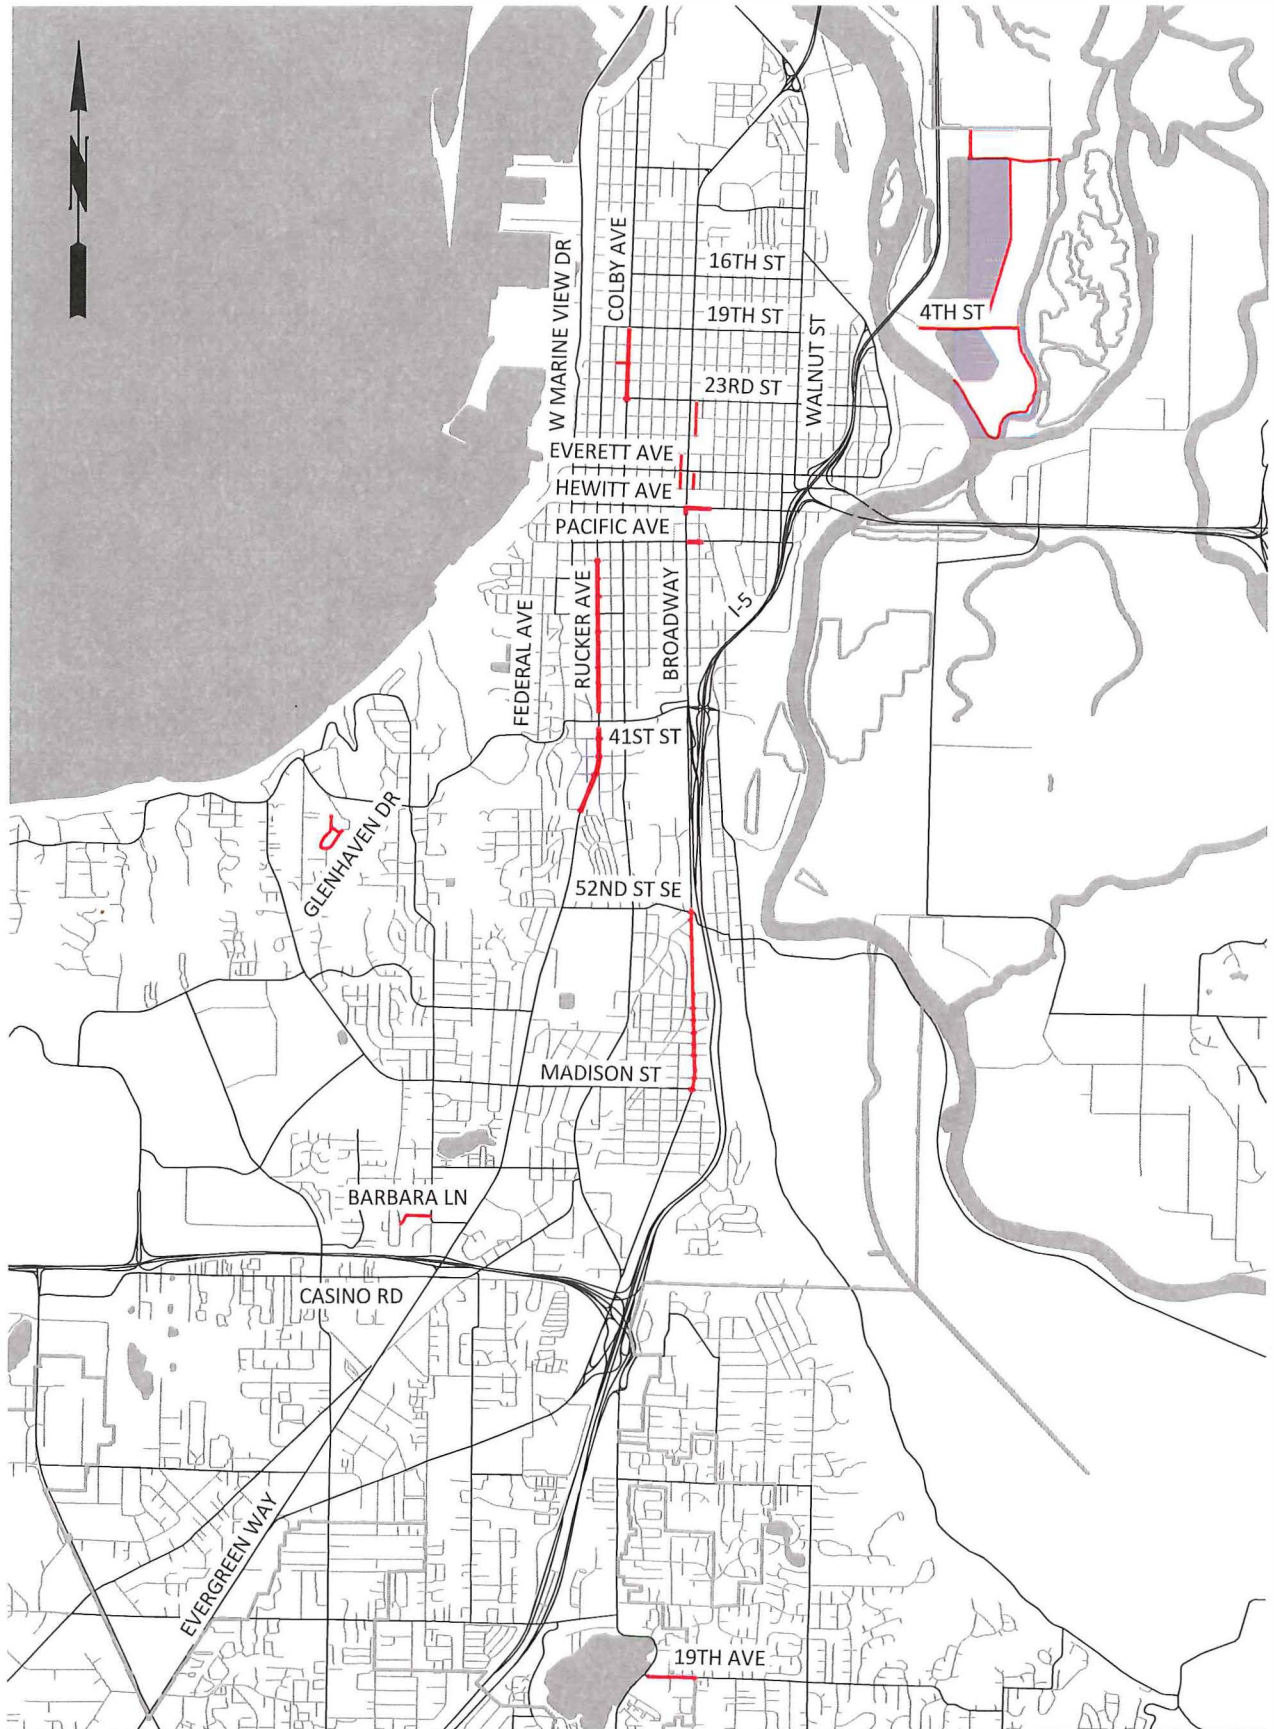 N
W MARINE VIEW DR
COLBY AVE
16TH ST
19TH ST
4TH ST
WALNUT ST
23RD ST
EVERETT AVE
HEWITT AVE
PACIFIC AVE
FEDERAL AVE
RUCKER AVE
BROADWAY
I-5
41ST ST
GLENHAVEN DR
52ND ST SE
MADISON ST
BARBARA LN
CASINO RD
EVERGREEN WAY
19TH AVE